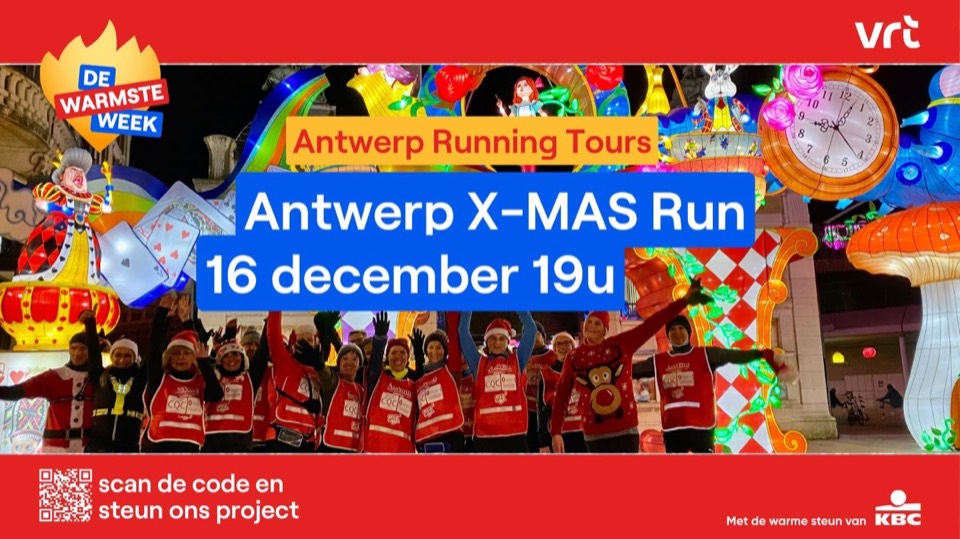 DE
WARMSTE
WEEK
vrt
Antwerp Running Tours
Antwerp X-MAS Run
16 december 19u
scan de code en
steun ons project
Met de warme steun van KBC